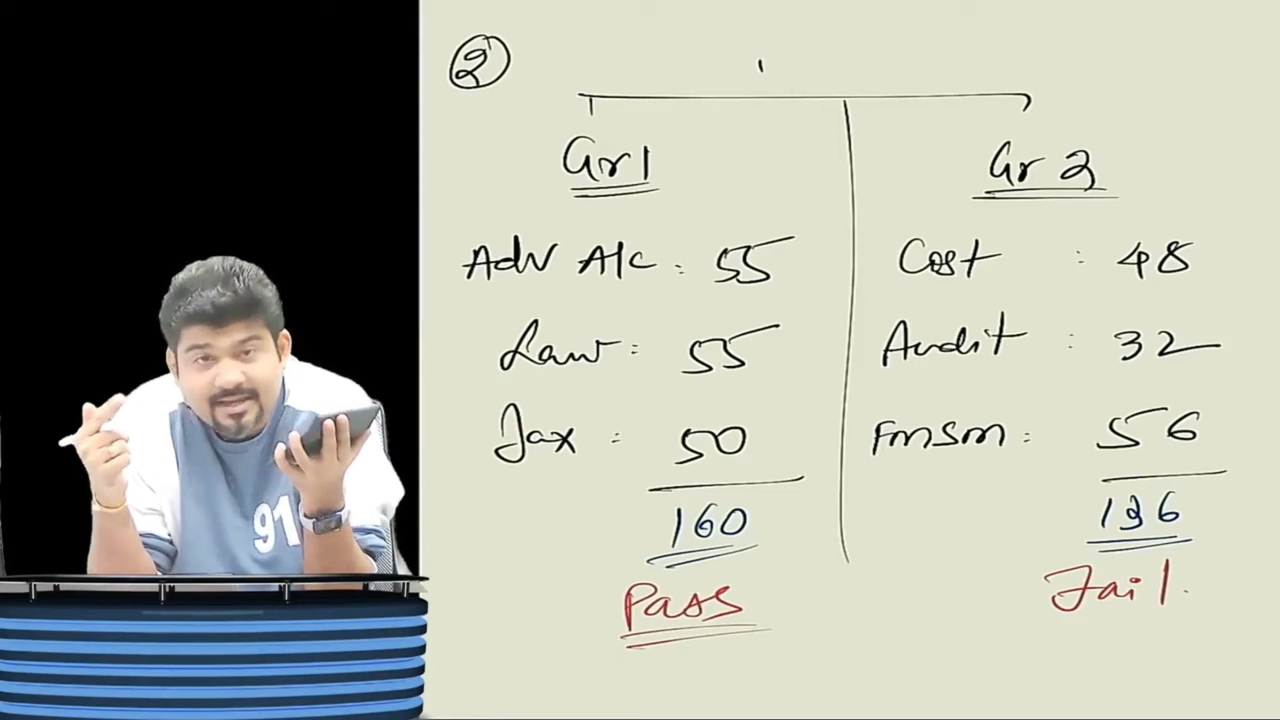 2
Gr 1
Adv A/c : 55
Law : 55
Tax : 50
160
Pass
Gr 2
Cost : 48
Audit : 32
FMSM : 56
136
Fail.
91